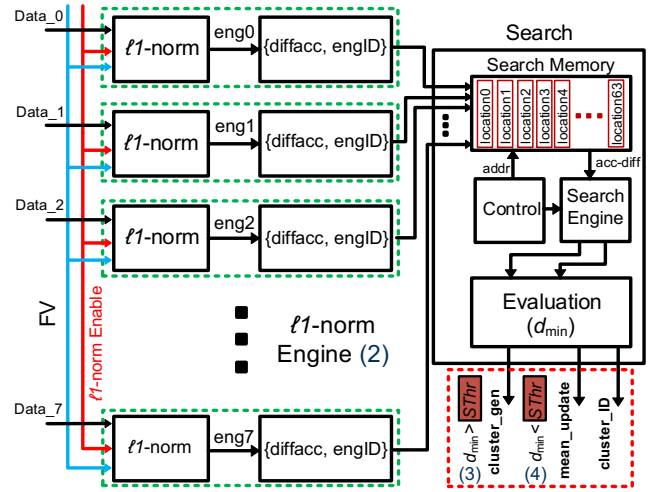 Data_0
ℓ1-norm
eng0
{diffacc, engID}
Data_1
ℓ1-norm
eng1
{diffacc, engID}
Data_2
ℓ1-norm
eng2
{diffacc, engID}
FV
ℓ1-norm Enable
ℓ1-norm
Engine (2)
Data_7
ℓ1-norm
eng7
{diffacc, engID}
Search
Search Memory
location0
location1
location2
location3
location4
location63
addr
acc-diff
Control
Search
Engine
Evaluation
(dmin)
dmin > SThr
(3)
cluster_gen
dmin < SThr
(4)
mean_update
cluster_ID